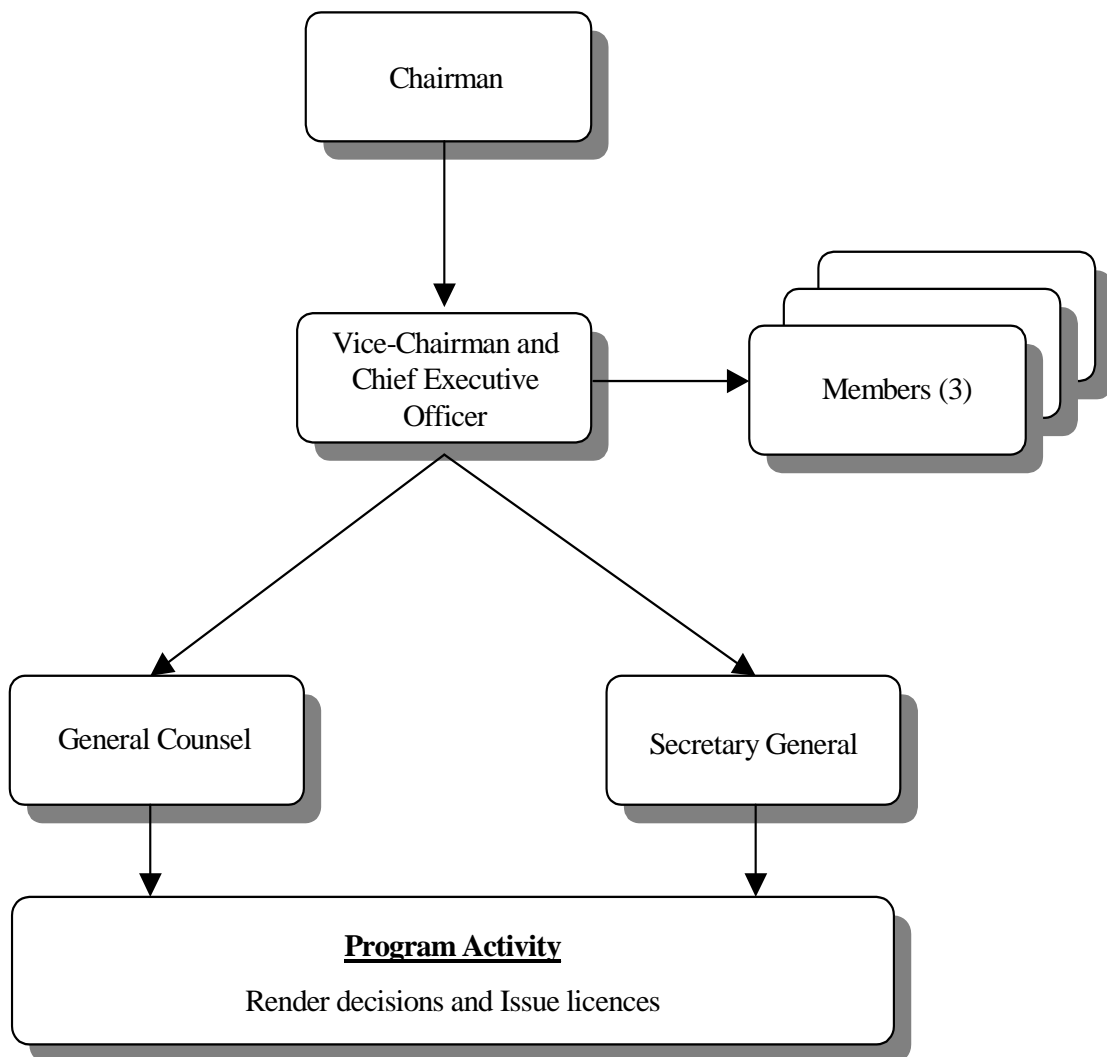 Chairman
Vice-Chairman and
Chief Executive
Officer
Members (3)
General Counsel
Secretary General
Program Activity
Render decisions and Issue licences